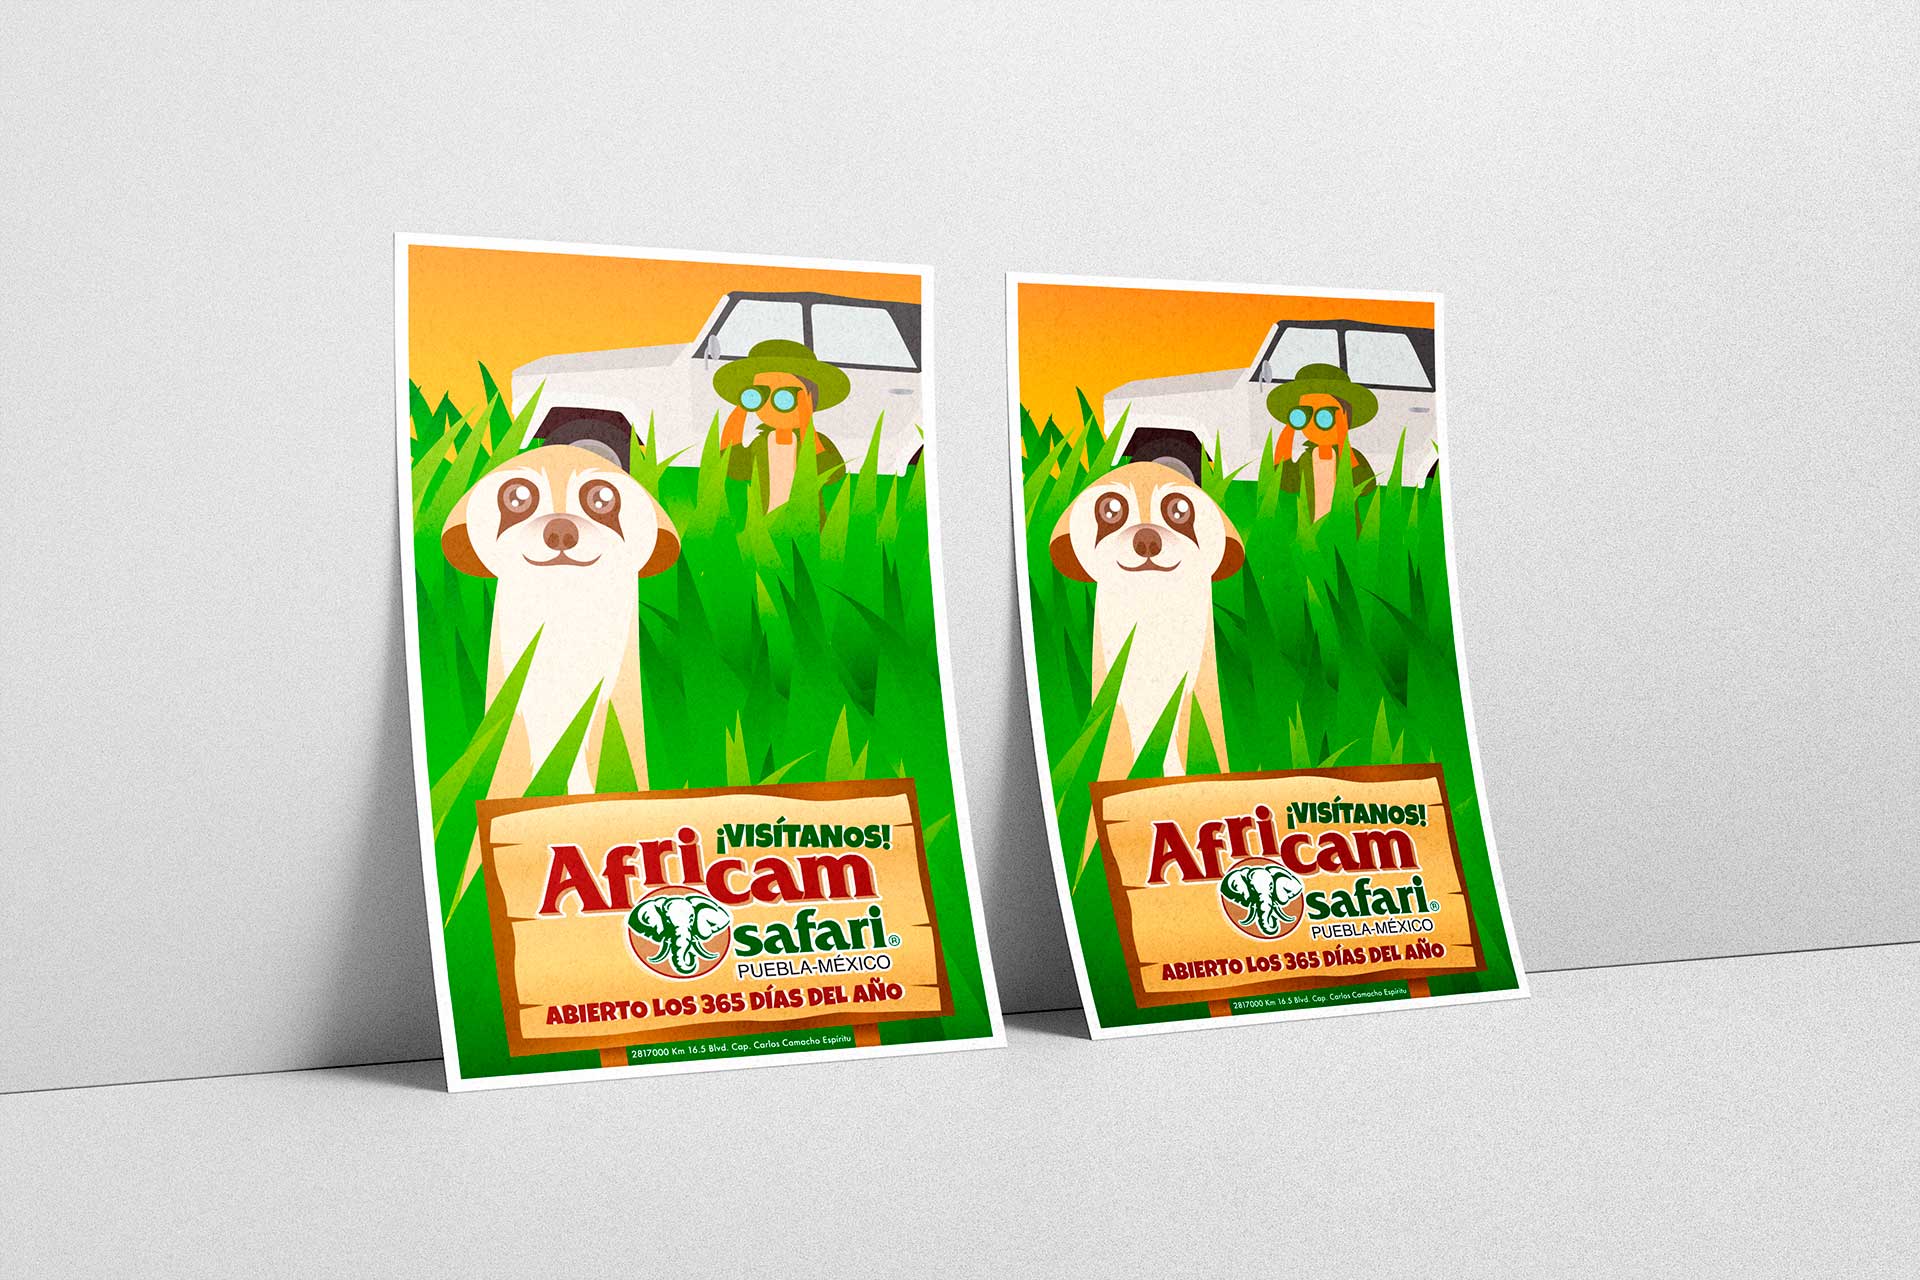 ¡VISÍTANOS!
Africam
safari®
PUEBLA-MÉXICO
ABIERTO LOS 365 DÍAS DEL AÑO
2817000 Km 16.5 Blvd. Cap. Carlos Camacho Espíritu
¡VISÍTANOS!
Africam
safari®
PUEBLA-MÉXICO
ABIERTO LOS 365 DÍAS DEL AÑO
2817000 Km 16.5 Blvd. Cap. Carlos Camacho Espíritu